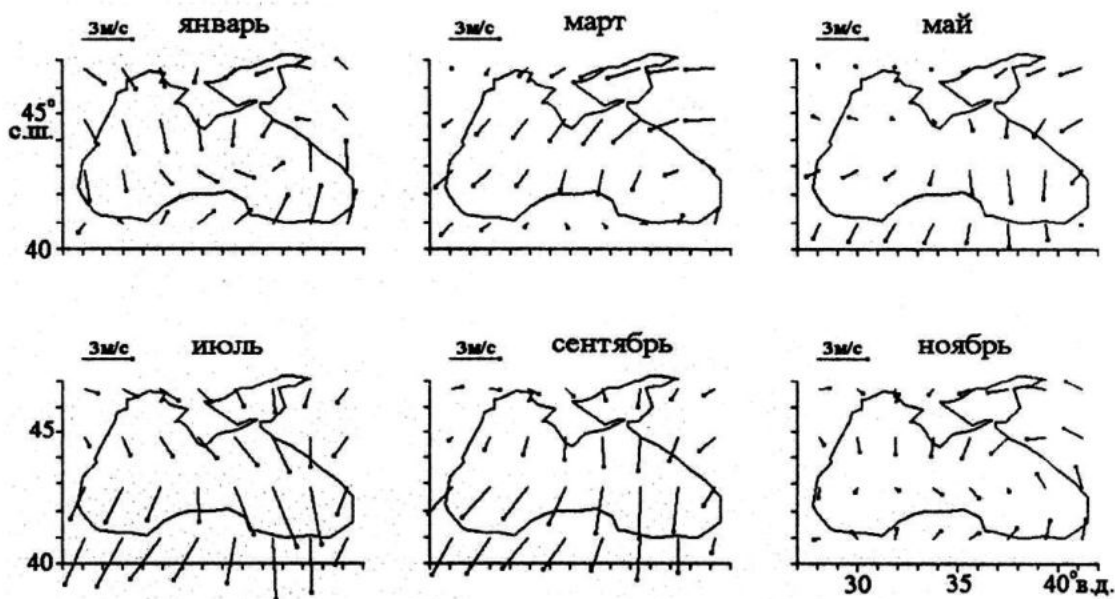 3м/с январь 3м/с март 3м/с май
45°
с.ш.
40
3м/с июль 3м/с сентябрь 3м/с ноябрь
45
40
30 35 40°в.д.